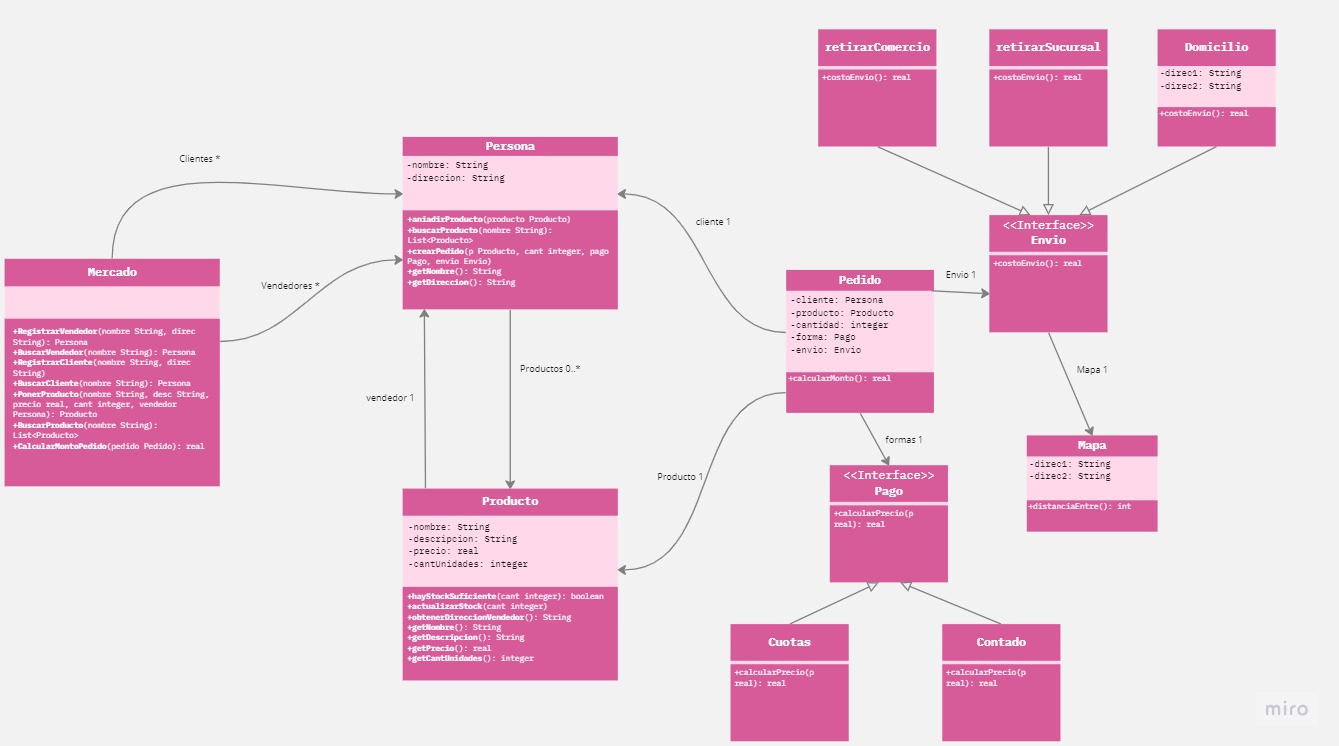 retirarComercio
+costoEnvio(): real
retirarSucursal
+costoEnvio(): real
Domicilio
-direc1: String
-direc2: String
+costoEnvio(): real
Clientes *
Persona
-nombre: String
-direccion: String
+aniadirProducto(producto Producto)
+buscarProducto(nombre String):
List<Producto>
+crearPedido(p Producto, cant integer, pago
Pago, envio Envio)
+getNombre(): String
+getDireccion(): String
cliente 1
<<Interface>>
Envio
+costoEnvio(): real
Mercado
+RegistrarVendedor(nombre String, direc
String): Persona
+BuscarVendedor(nombre String): Persona
+RegistrarCliente(nombre String, direc
String)
+BuscarCliente(nombre String): Persona
+PonerProducto(nombre String, desc String,
precio real, cant integer, vendedor
Persona): Producto
+BuscarProducto(nombre String):
List<Producto>
+CalcularMontoPedido(pedido Pedido): real
Vendedores *
Pedido
-cliente: Persona
-producto: Producto
-cantidad: integer
-forma: Pago
-envio: Envio
+calcularMonto(): real
Envio 1
Mapa 1
Productos 0..*
vendedor 1
formas 1
Mapa
-direc1: String
-direc2: String
+distanciaEntre(): int
Producto 1
<<Interface>>
Pago
+calcularPrecio(p
real): real
Producto
-nombre: String
-descripcion: String
-precio: real
-cantUnidades: integer
+hayStockSuficiente(cant integer): boolean
+actualizarStock(cant integer)
+obtenerDireccionVendedor(): String
+getNombre(): String
+getDescripcion(): String
+getPrecio(): real
+getCantUnidades(): integer
Cuotas
+calcularPrecio(p
real): real
Contado
+calcularPrecio(p
real): real
miro